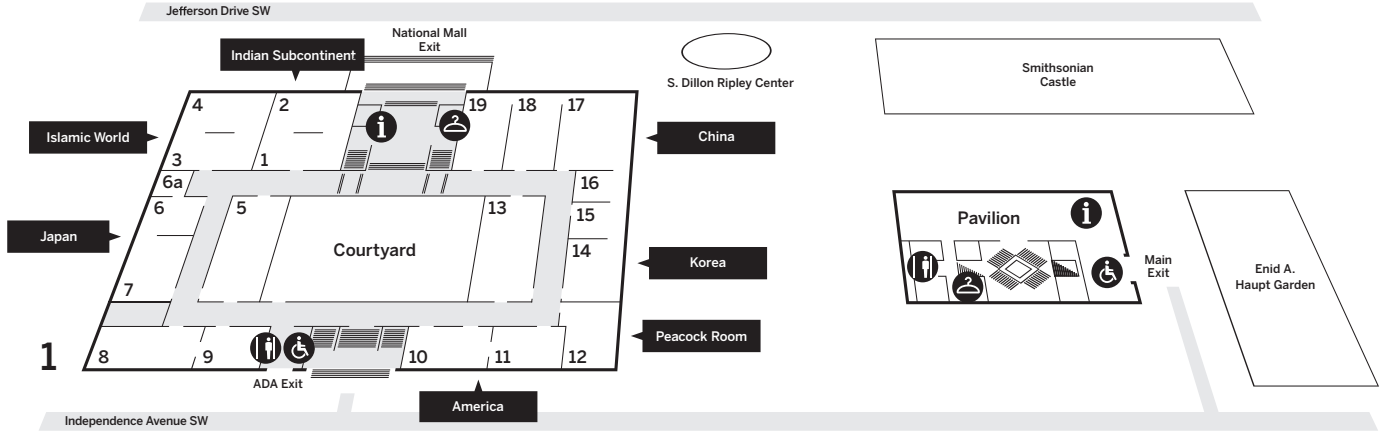 Jefferson Drive SW
National Mall
Exit
Indian Subcontinent
S. Dillon Ripley Center
Smithsonian
Castle
4
2
19
18
17
i
Islamic World
China
3
1
6a
16
6
5
13
15
14
Japan
Courtyard
Korea
Pavilion
i
Main
Exit
Enid A.
Haupt Garden
7
Peacock Room
1
8
9
10
11
12
ADA Exit
America
Independence Avenue SW